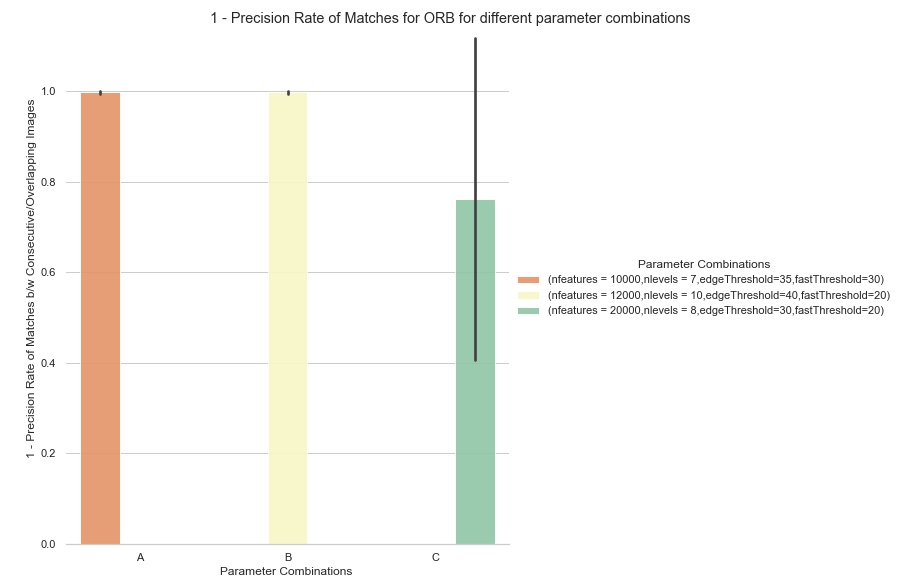 1 - Precision Rate of Matches for ORB for different parameter combinations
1 - Precision Rate of Matches b/w Consecutive/Overlapping Images
1.0
0.8
0.6
0.4
0.2
0.0
A
B
C
Parameter Combinations
Parameter Combinations
(nfeatures = 10000,nlevels = 7,edgeThreshold=35,fastThreshold=30)
(nfeatures = 12000,nlevels = 10,edgeThreshold=40,fastThreshold=20)
(nfeatures = 20000,nlevels = 8,edgeThreshold=30,fastThreshold=20)